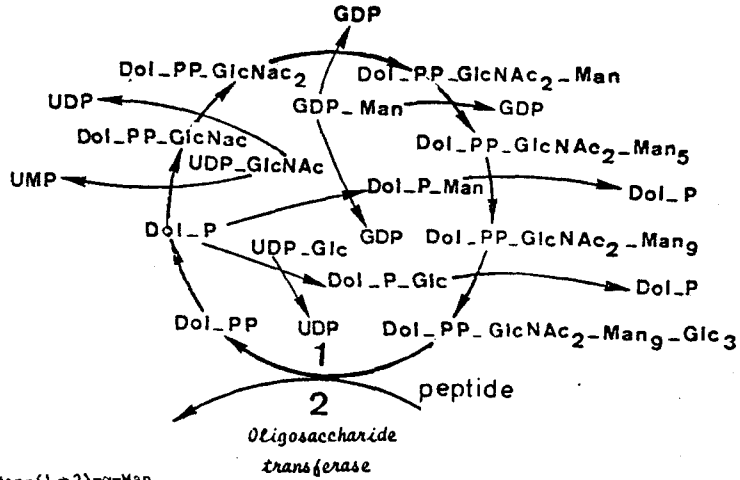 GDP
Dol_PP_GlcNac2
Dol_PP_GlcNAc2_Man
UDP
GDP_Man
GDP
Dol_PP_GlcNac
Dol_PP_GlcNAc2_Man5
UDP_GlcNAc
UMP
Dol_P_Man
Dol_P
Dol_P
UDP_Glc
GDP
Dol_PP_GlcNAc2_Man9
Dol_P_Glc
Dol_P
Dol_PP
UDP
Dol_PP_GlcNAc2_Man9_Glc3
1
2
peptide
Oligosaccharide
transferase